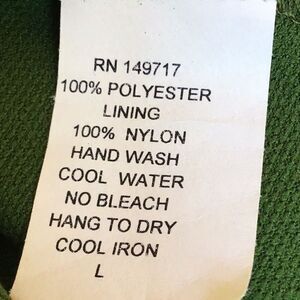 RN 149717
100% POLYESTER
LINING
100% NYLON
HAND WASH
COOL WATER
NO BLEACH
HANG TO DRY
COOL IRON
L